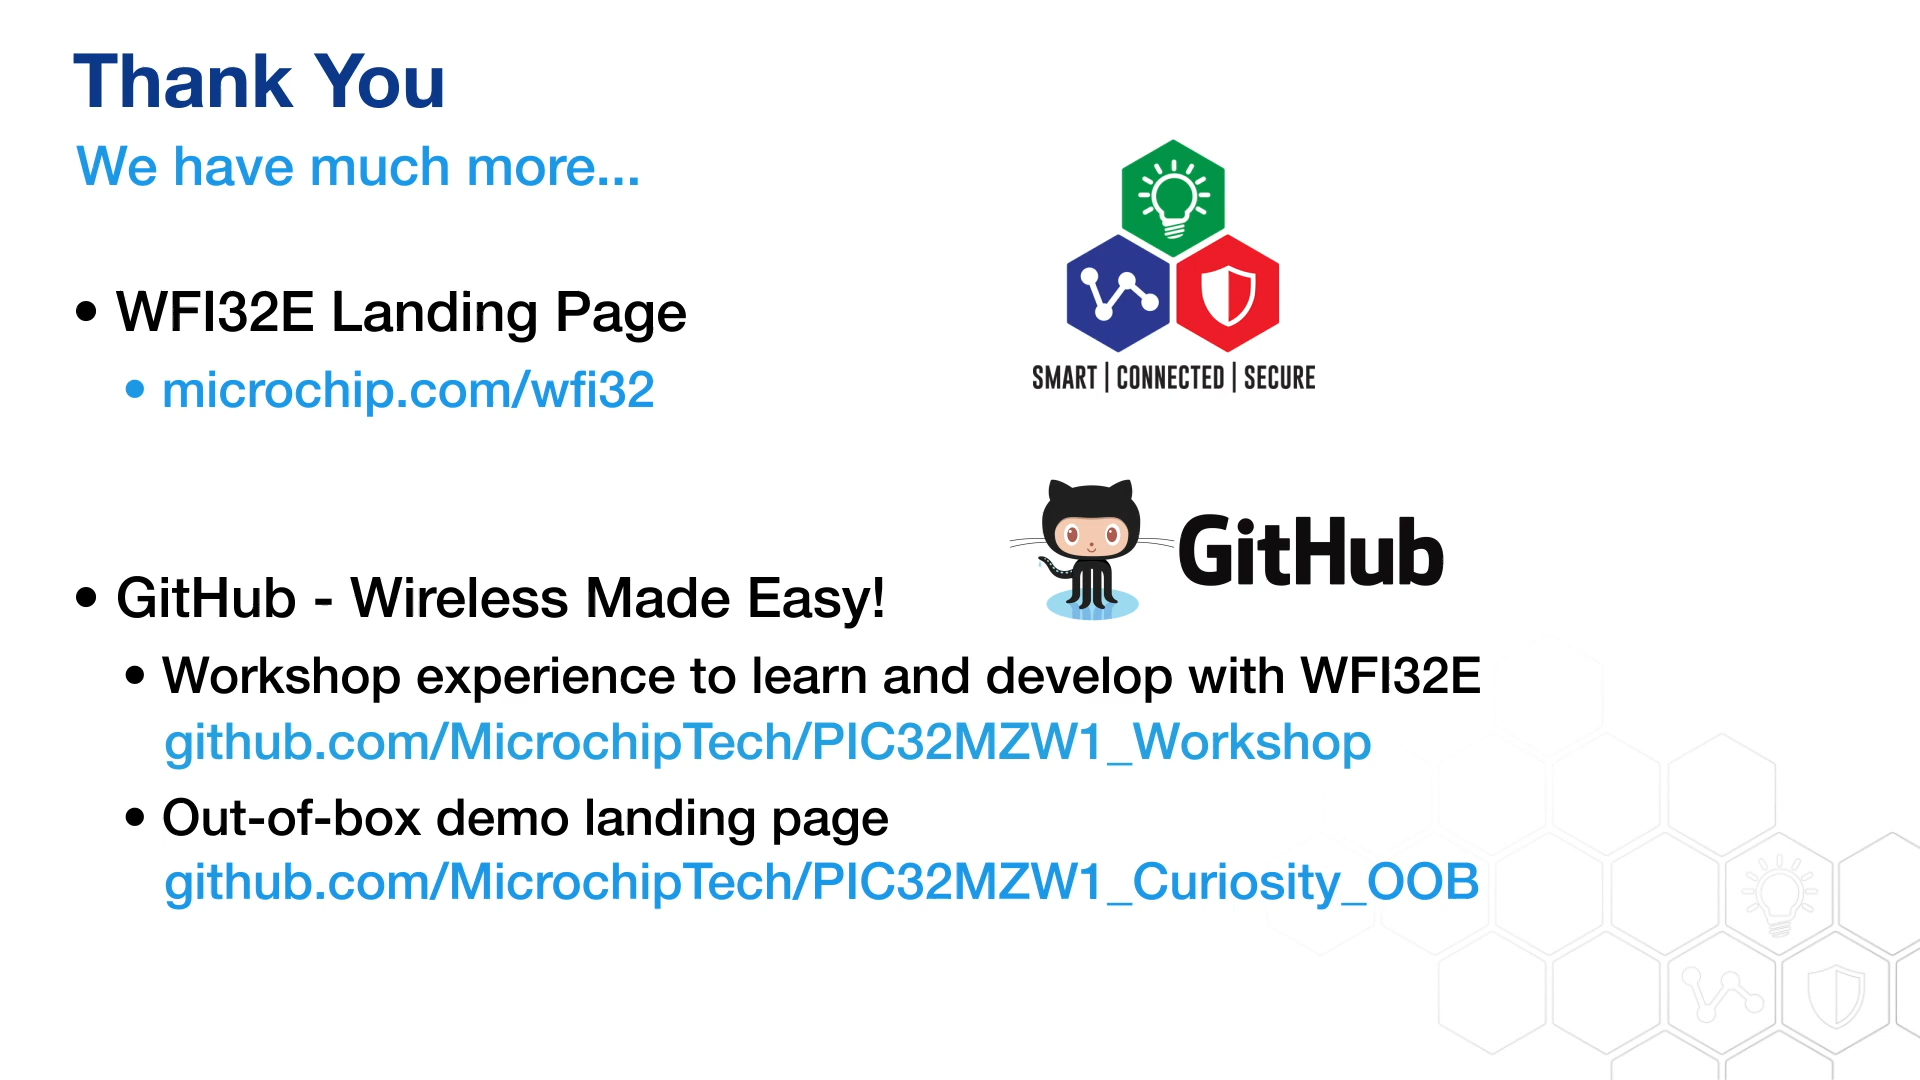 Thank You
We have much more...
• WFI32E Landing Page
• microchip.com/wfi32
SMART | CONNECTED | SECURE
GitHub
• GitHub - Wireless Made Easy!
• Workshop experience to learn and develop with WFI32E
github.com/MicrochipTech/PIC32MZW1_Workshop
• Out-of-box demo landing page
github.com/MicrochipTech/PIC32MZW1_Curiosity_OOB